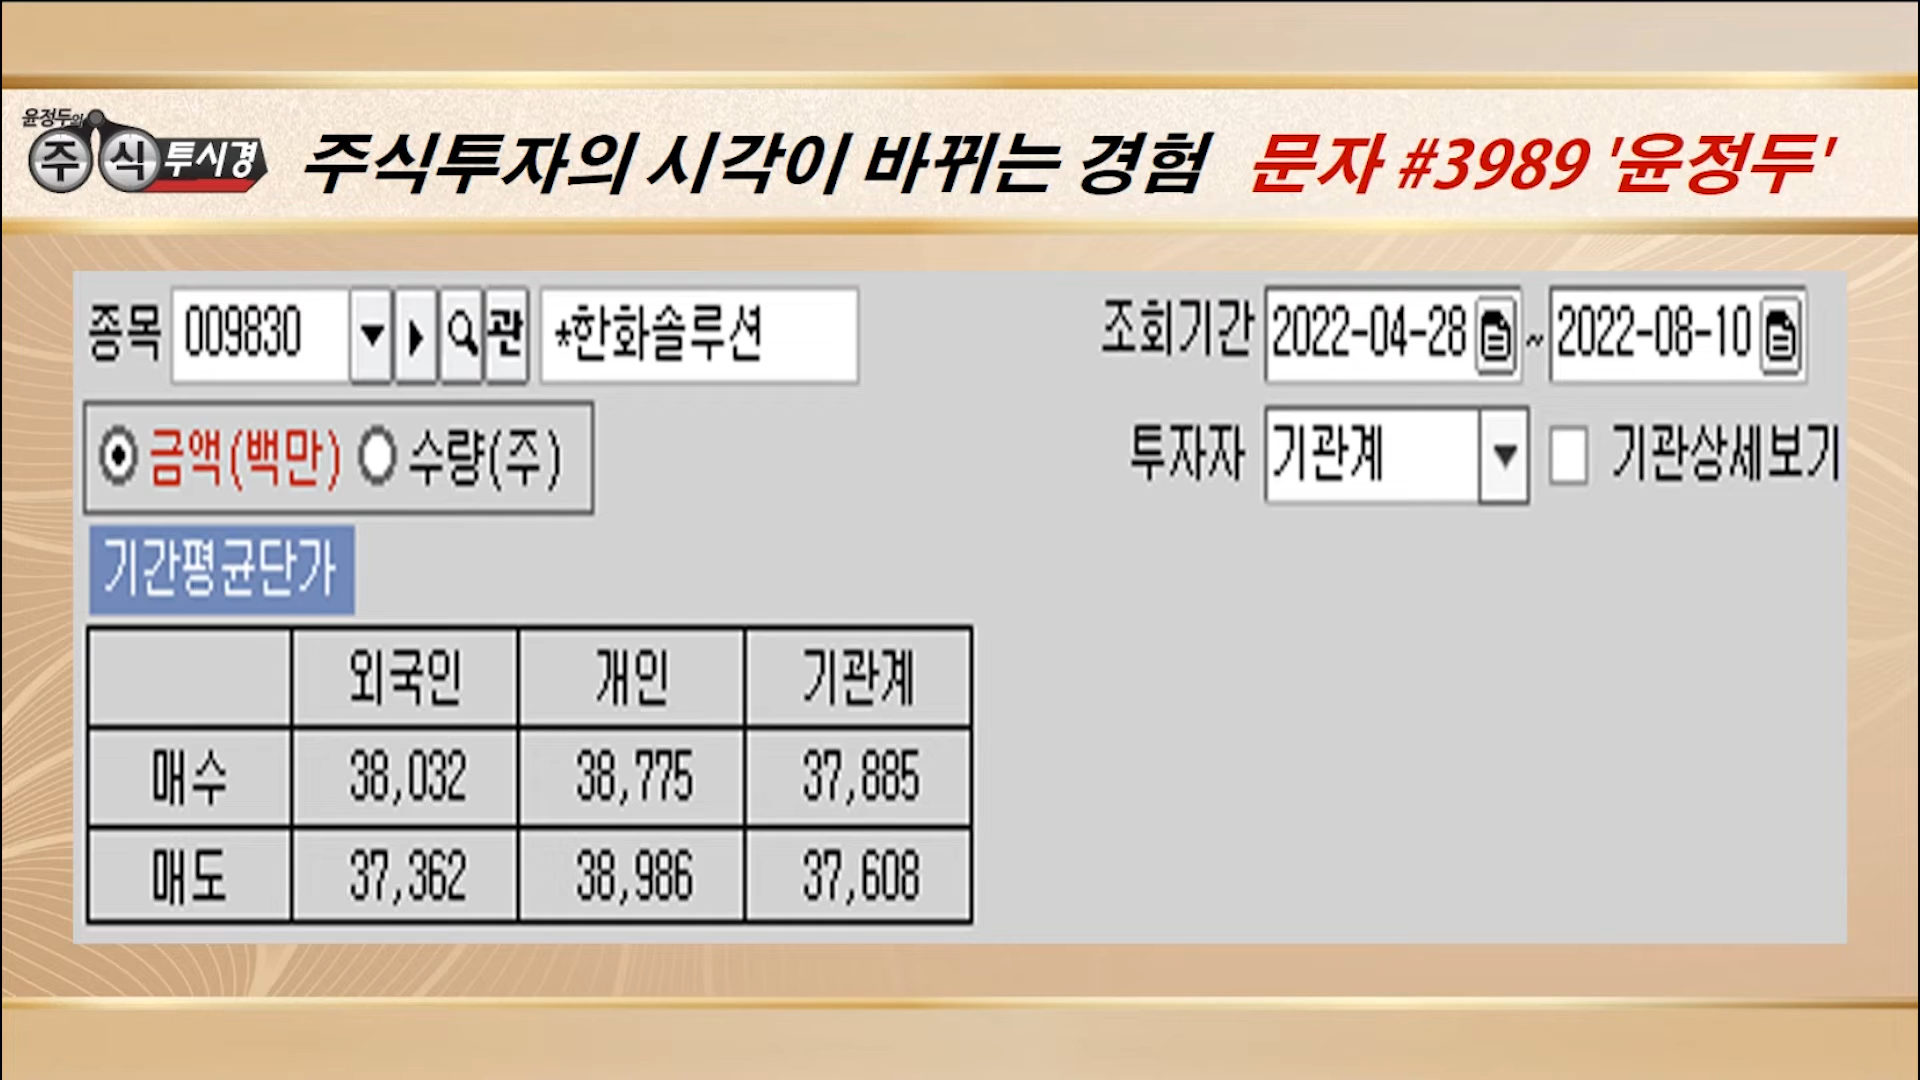 윤정두의
주식투시경
주식투자의 시각이 바뀌는 경험 문자 #3989 '윤정두'
종목 009830 관 *한화솔루션 조회기간 2022-04-28 ~ 2022-08-10
금액(백만) 수량(주) 투자자 기관계 기관상세보기
기간평균단가
외국인 개인 기관계
매수 38,032 38,775 37,885
매도 37,362 38,986 37,608